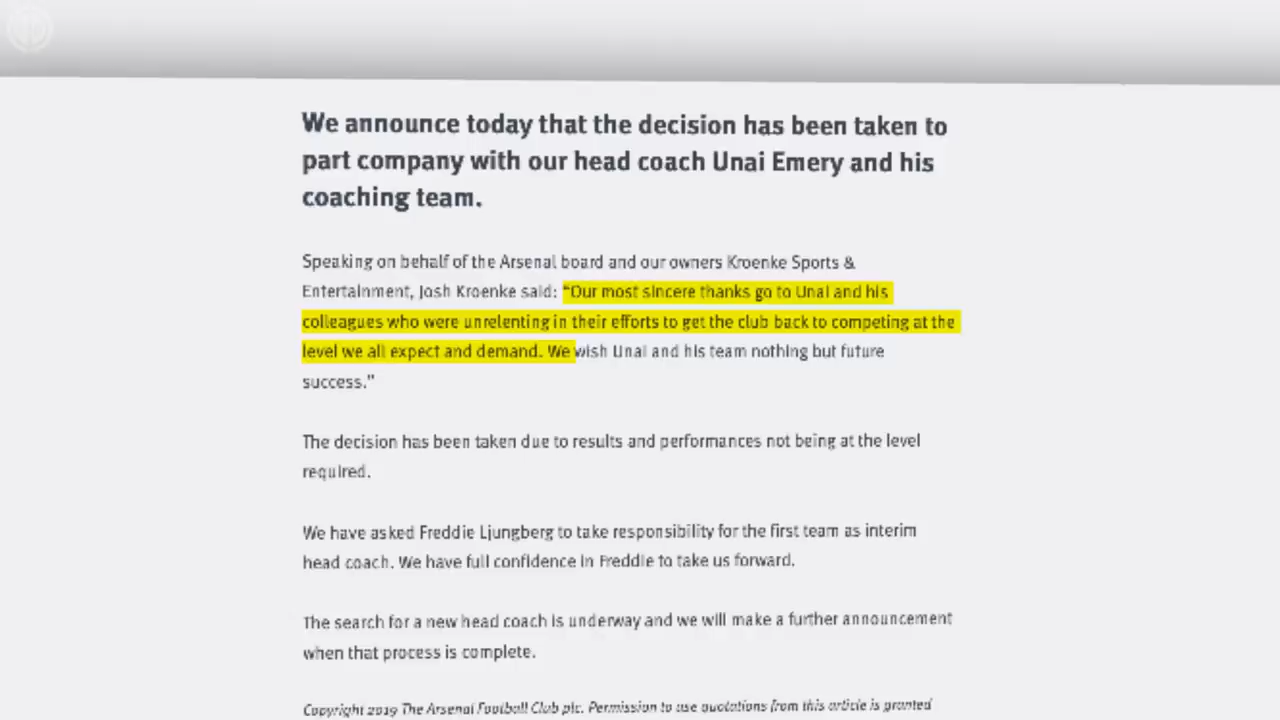 We announce today that the decision has been taken to
part company with our head coach Unai Emery and his
coaching team.
Speaking on behalf of the Arsenal board and our owners Kroenke Sports &
Entertainment, Josh Kroenke said: “Our most sincere thanks go to Unai and his
colleagues who were unrelenting in their efforts to get the club back to competing at the
level we all expect and demand. We wish Unai and his team nothing but future
success.”
The decision has been taken due to results and performances not being at the level
required.
We have asked Freddie Ljungberg to take responsibility for the first team as interim
head coach. We have full confidence in Freddie to take us forward.
The search for a new head coach is underway and we will make a further announcement
when that process is complete.
Copyright 2019 The Arsenal Football Club plc. Permission to use quotations from this article is granted